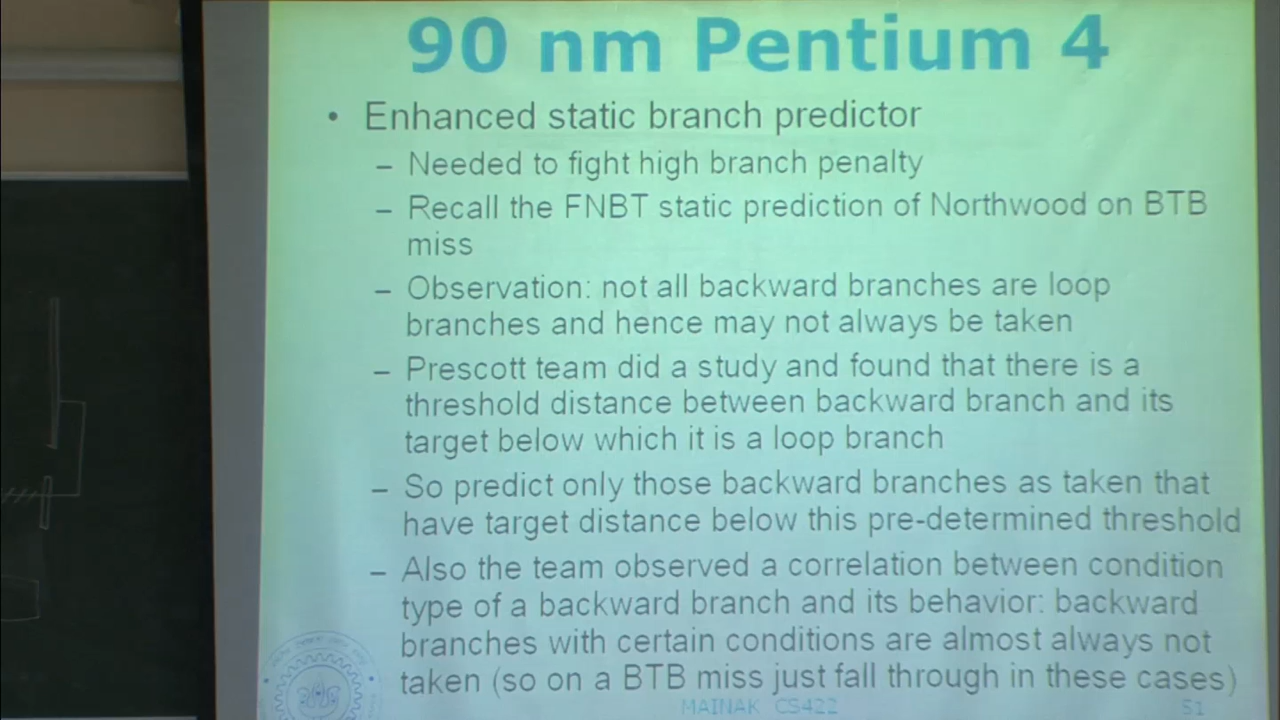 90 nm Pentium 4
• Enhanced static branch predictor
– Needed to fight high branch penalty
– Recall the FNBT static prediction of Northwood on BTB
miss
– Observation: not all backward branches are loop
branches and hence may not always be taken
– Prescott team did a study and found that there is a
threshold distance between backward branch and its
target below which it is a loop branch
– So predict only those backward branches as taken that
have target distance below this pre-determined threshold
– Also the team observed a correlation between condition
type of a backward branch and its behavior: backward
branches with certain conditions are almost always not
taken (so on a BTB miss just fall through in these cases)
MAINAK CS422
51